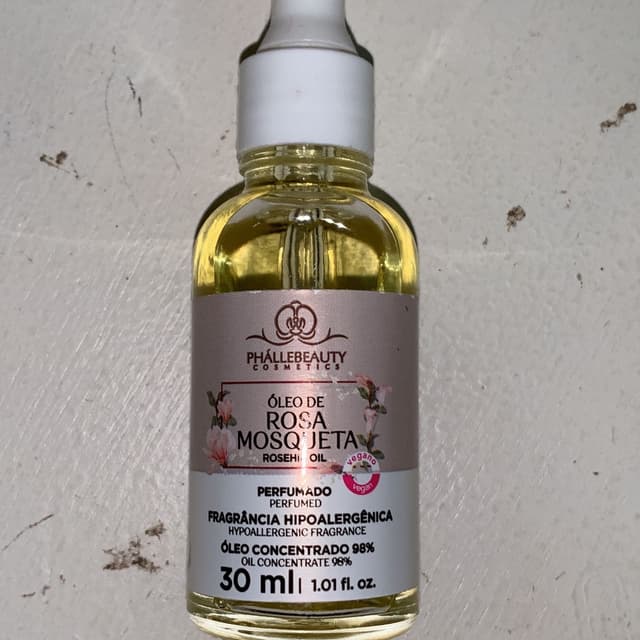 PHÁLLEBEAUTY
COSMETICS
ÓLEO DE
ROSA
MOSQUETA
ROSEHIP OIL
vegano
vegan
PERFUMADO
PERFUMED
FRAGRÂNCIA HIPOALERGÊNICA
HYPOALLERGENIC FRAGRANCE
ÓLEO CONCENTRADO 98%
OIL CONCENTRATE 98%
30 ml | 1.01 fl. oz.